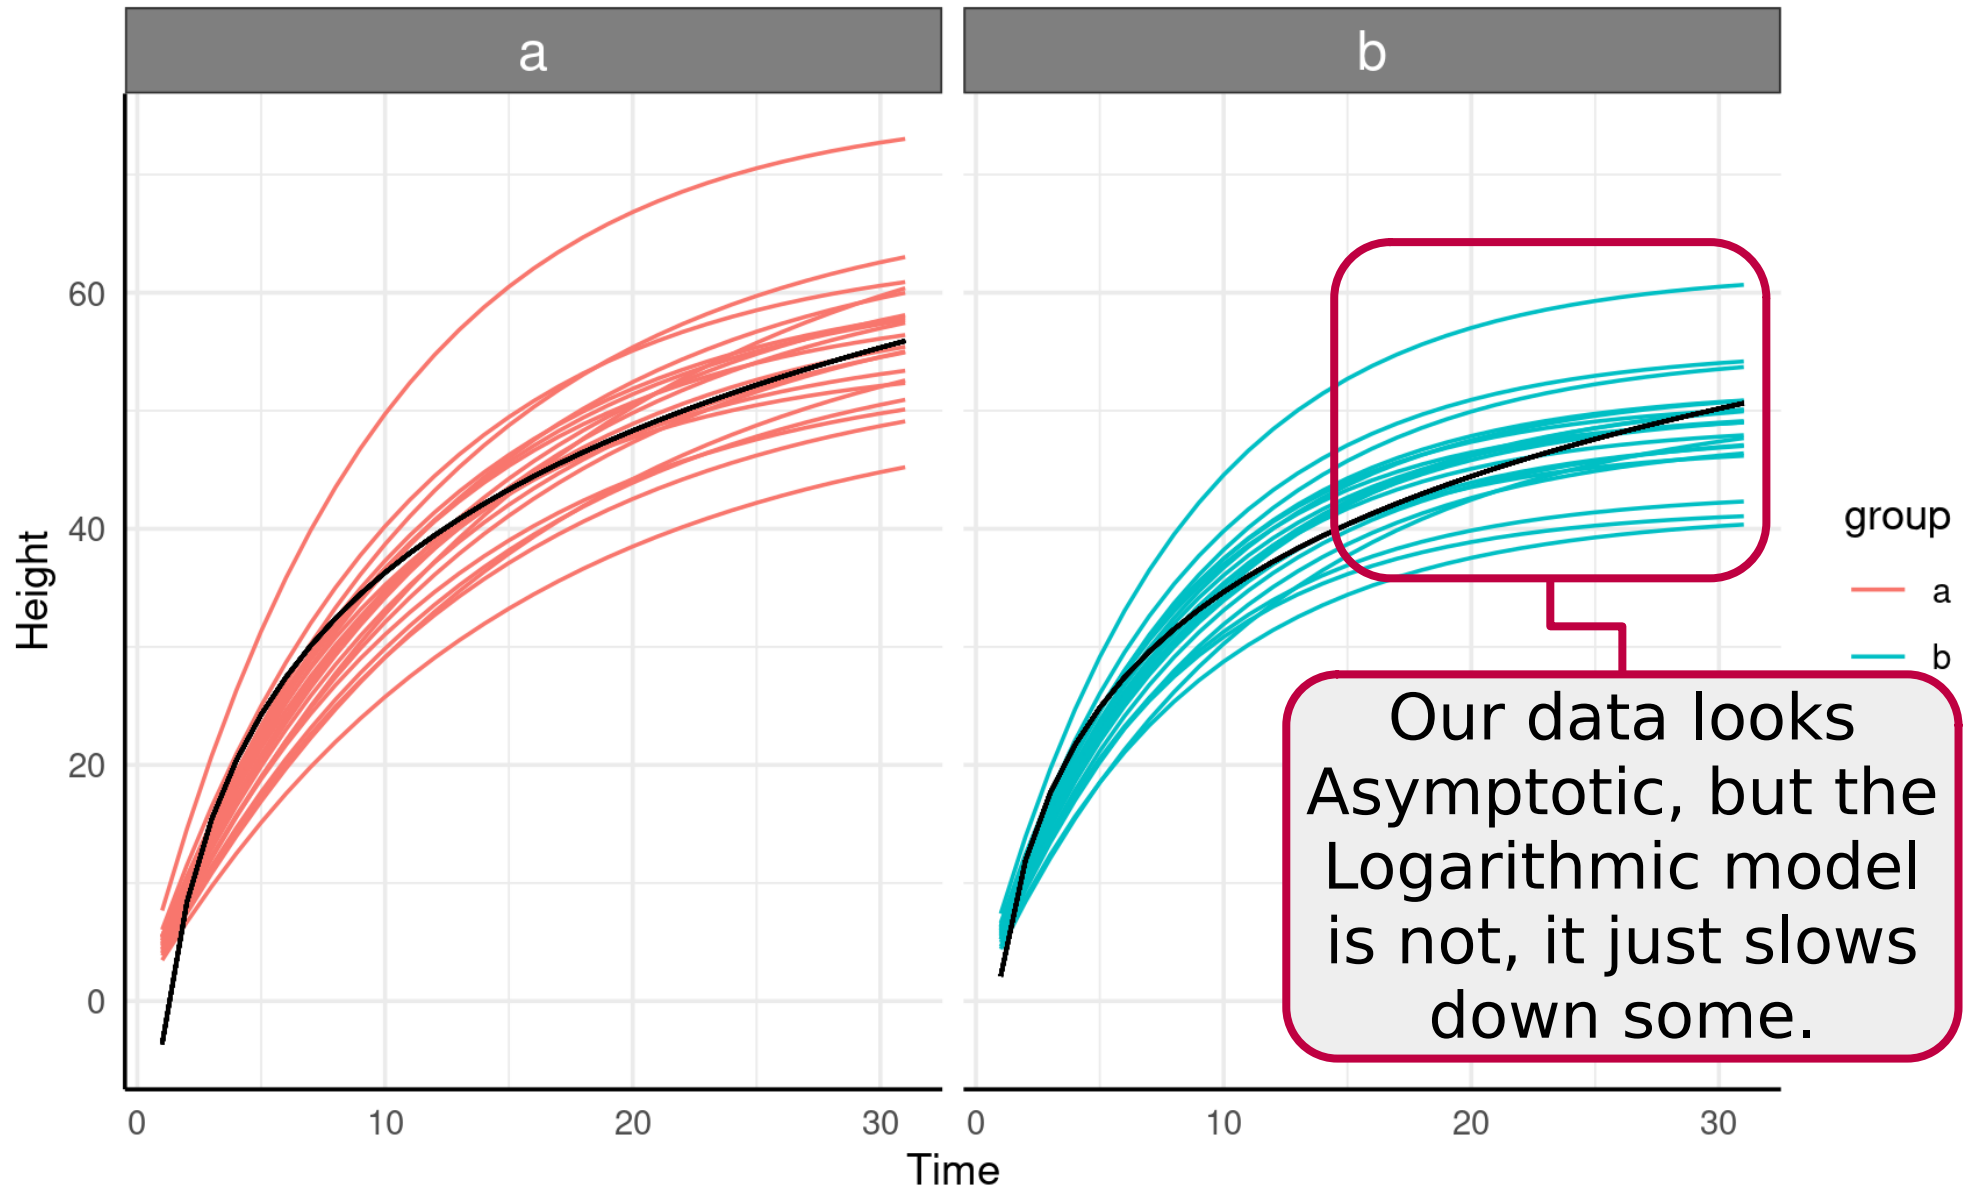 a
b
60
40
20
0
Height
0
10
20
30
0
10
20
30
Time
group
a
b
Our data looks
Asymptotic, but the
Logarithmic model
is not, it just slows
down some.